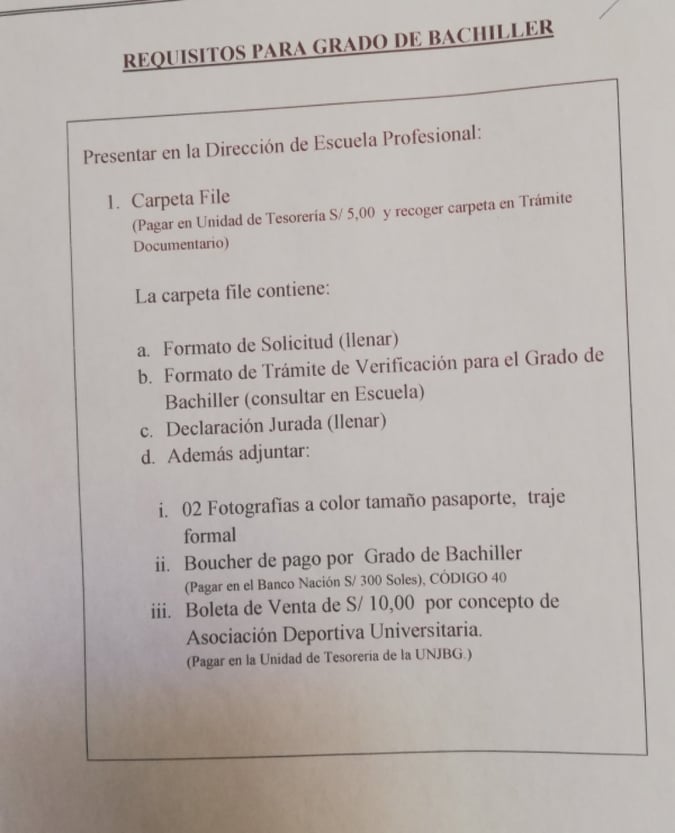 REQUISITOS PARA GRADO DE BACHILLER
Presentar en la Dirección de Escuela Profesional:
1. Carpeta File
(Pagar en Unidad de Tesorería S/ 5,00 y recoger carpeta en Trámite
Documentario)
La carpeta file contiene:
a. Formato de Solicitud (llenar)
b. Formato de Trámite de Verificación para el Grado de
Bachiller (consultar en Escuela)
c. Declaración Jurada (llenar)
d. Además adjuntar:
i. 02 Fotografías a color tamaño pasaporte, traje
formal
ii. Boucher de pago por Grado de Bachiller
(Pagar en el Banco Nación S/ 300 Soles), CÓDIGO 40
iii. Boleta de Venta de S/ 10,00 por concepto de
Asociación Deportiva Universitaria.
(Pagar en la Unidad de Tesorería de la UNJBG.)